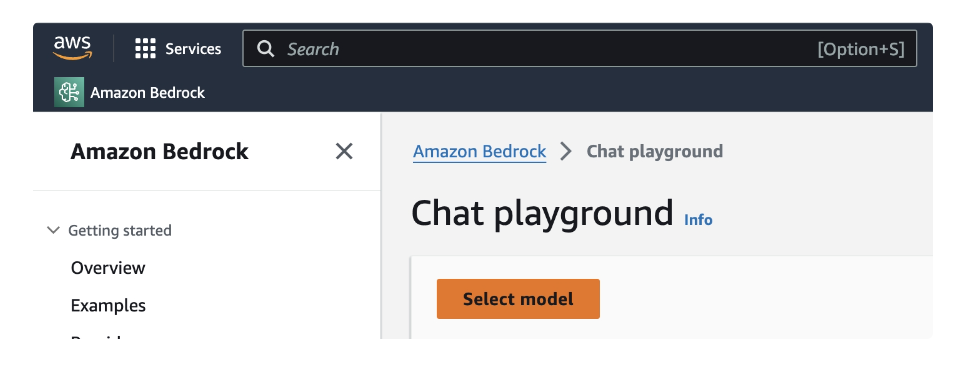 aws
Services
Search
[Option+S]
Amazon Bedrock
Amazon Bedrock
Amazon Bedrock
Chat playground
Chat playground Info
Getting started
Overview
Examples
Select model